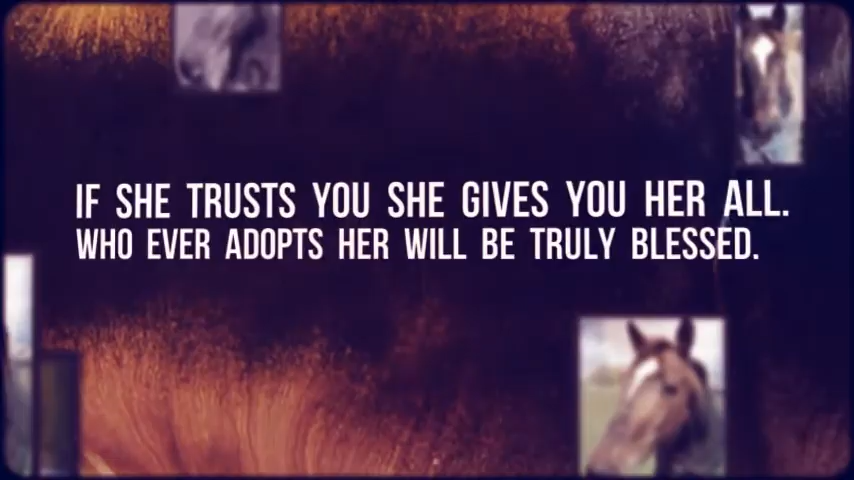 IF SHE TRUSTS YOU SHE GIVES YOU HER ALL.
WHO EVER ADOPTS HER WILL BE TRULY BLESSED.